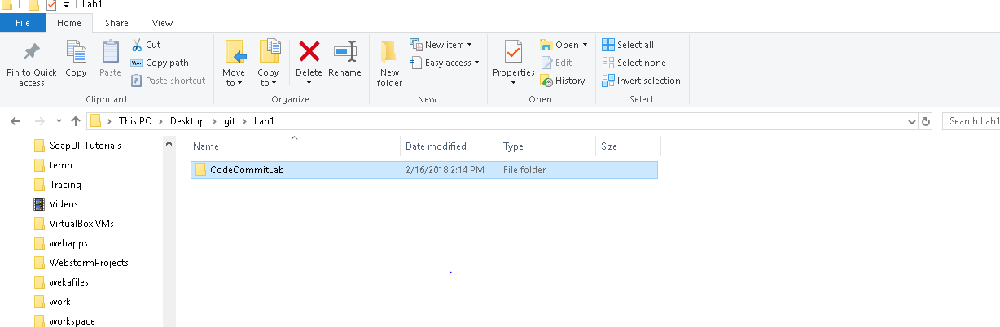 Lab1
File Home Share View
Pin to Quick access
Copy
Paste
Cut
Copy path
Paste shortcut
Clipboard
Move to
Copy to
Delete
Rename
Organize
New folder
New item
Easy access
New
Properties
Open
Edit
History
Open
Select all
Select none
Invert selection
Select
This PC > Desktop > git > Lab1
Search Lab1
SoapUI-Tutorials
temp
Tracing
Videos
VirtualBox VMs
webapps
WebstormProjects
wekafiles
work
workspace
Name Date modified Type Size
CodeCommitLab 2/16/2018 2:14 PM File folder